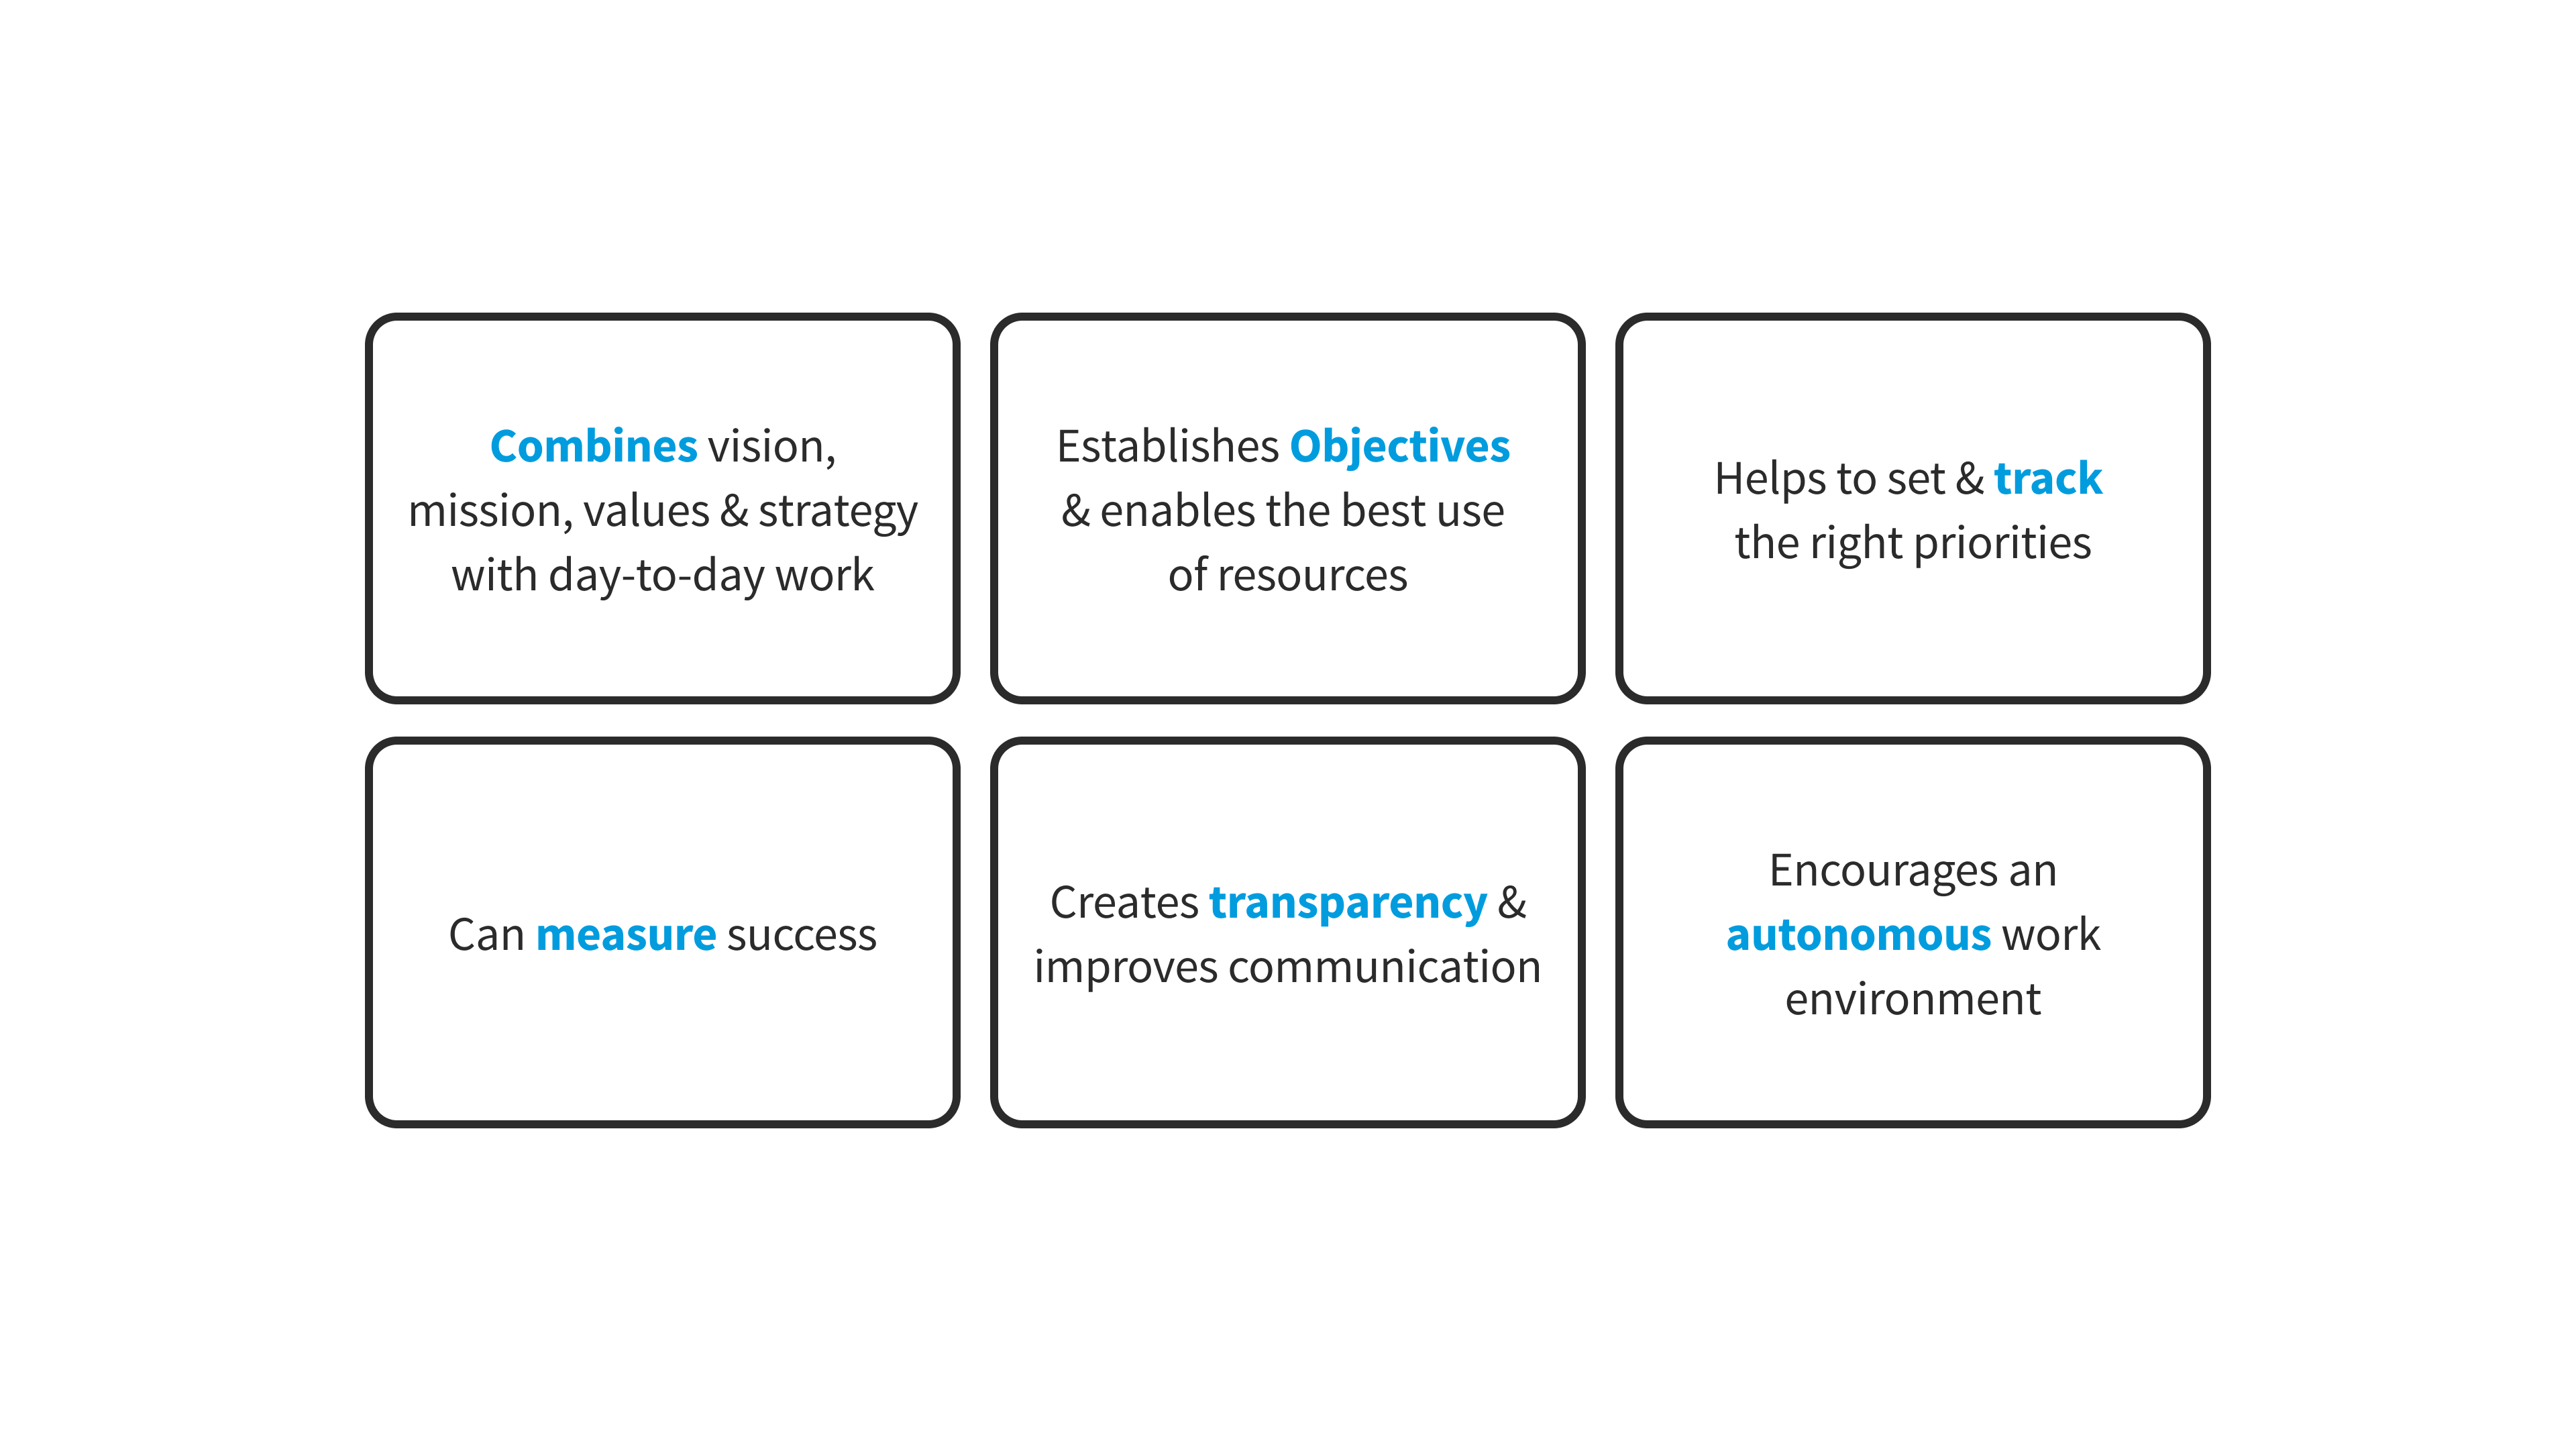 Combines vision,
mission, values & strategy
with day-to-day work
Establishes Objectives
& enables the best use
of resources
Helps to set & track
the right priorities
Can measure success
Creates transparency &
improves communication
Encourages an
autonomous work
environment